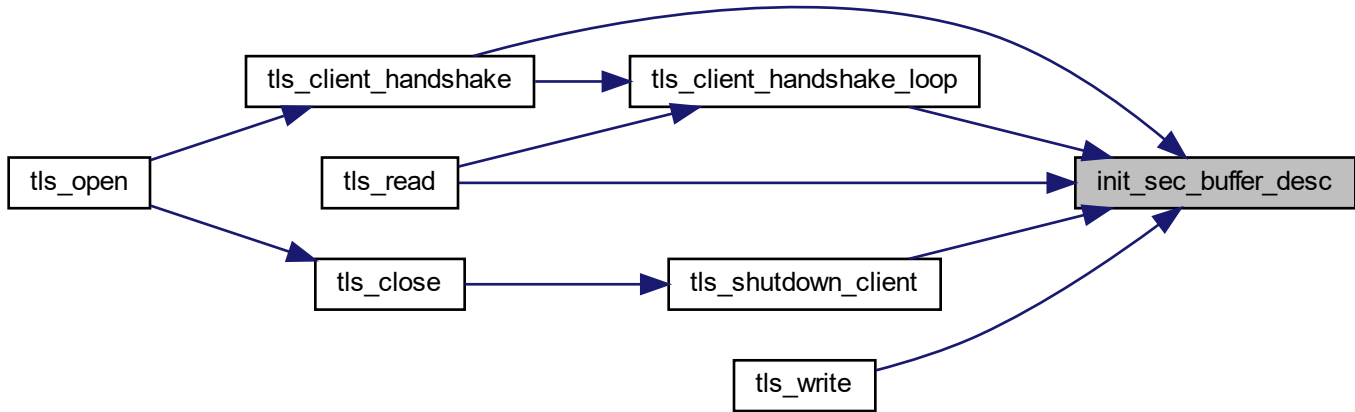 tls_client_handshake
tls_client_handshake_loop
tls_open
tls_read
init_sec_buffer_desc
tls_close
tls_shutdown_client
tls_write